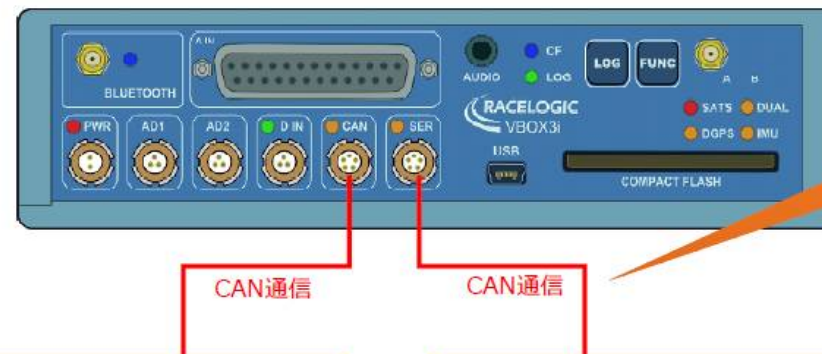 A IN
BLUETOOTH
AUDIO
CF
LOG
LOG
FUNC
A B
RACELOGIC
VBOX3i
SATS
DUAL
DGPS
IMU
PWR
AD1
AD2
D IN
CAN
SER
USB
COMPACT FLASH
CAN通信
CAN通信